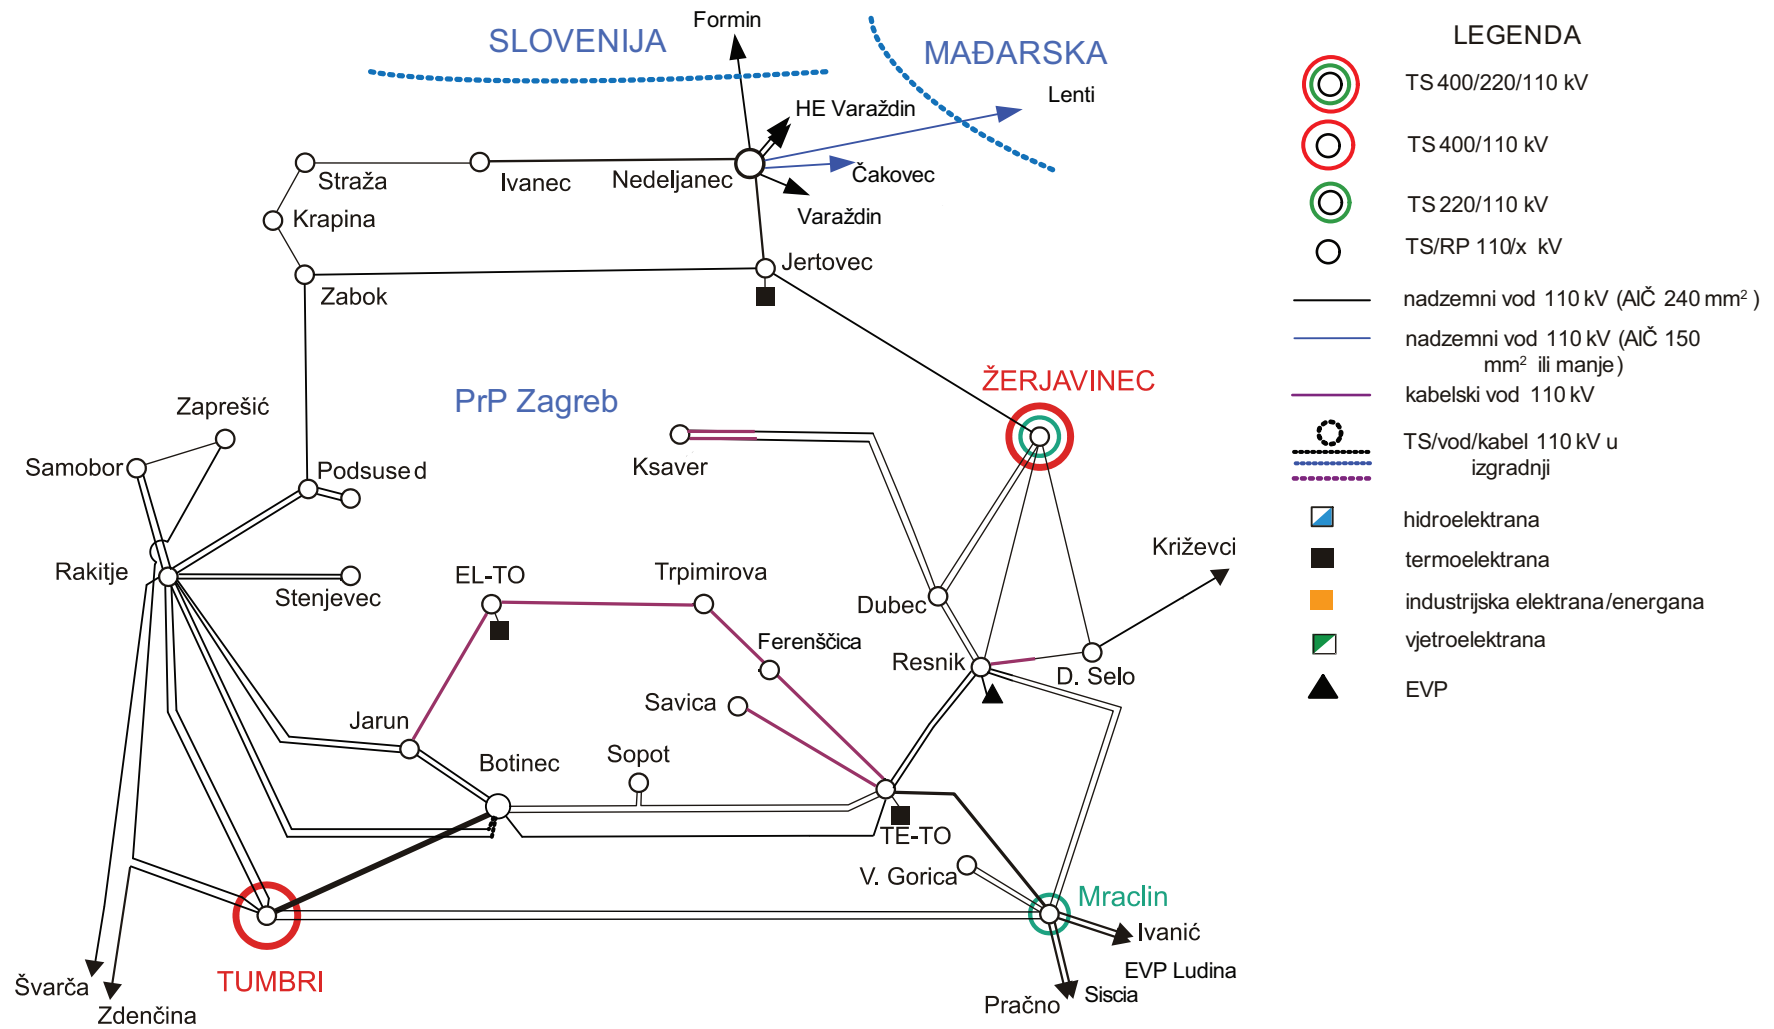 Formin
SLOVENIJA
MAĐARSKA
Lenti
HE Varaždin
Straža
Ivanec
Nedeljanec
Čakovec
Varaždin
Krapina
Jertovec
Zabok
ŽERJAVINEC
PrP Zagreb
Zaprešić
Ksaver
Samobor
Podsused
Križevci
Rakitje
Stenjevec
EL-TO
Trpimirova
Dubec
Ferenščica
Resnik
D. Selo
Savica
Jarun
Botinec
Sopot
TE-TO
V. Gorica
Mraclin
Ivanić
EVP Ludina
Siscia
Pračno
TUMBRI
Švarča
Zdenčina
LEGENDA
TS 400/220/110 kV
TS 400/110 kV
TS 220/110 kV
TS/RP 110/x kV
nadzemni vod 110 kV (AlČ 240 mm²)
nadzemni vod 110 kV (AlČ 150
mm² ili manje)
kabelski vod 110 kV
TS/vod/kabel 110 kV u
izgradnji
hidroelektrana
termoelektrana
industrijska elektrana/energana
vjetroelektrana
EVP